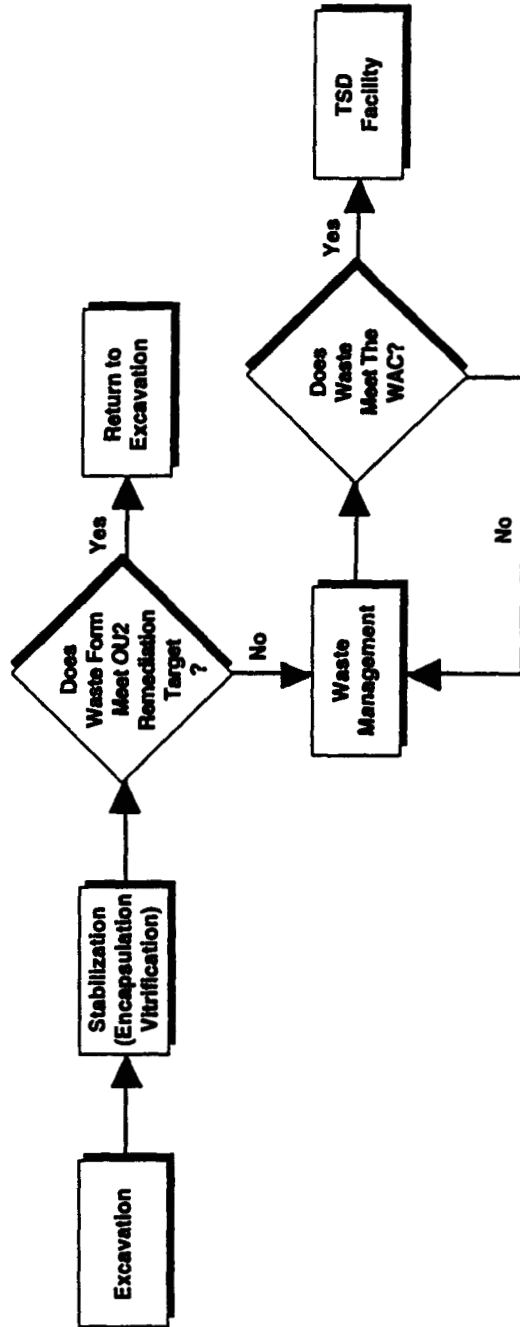 Excavation
Stabilization
(Encapsulation
Vitrification)
Does
Waste Form
Meet OU2
Remediation
Target
?
Yes
Return to
Excavation
No
Waste
Management
Does
Waste
Meet The
WAC?
Yes
TSD
Facility
No